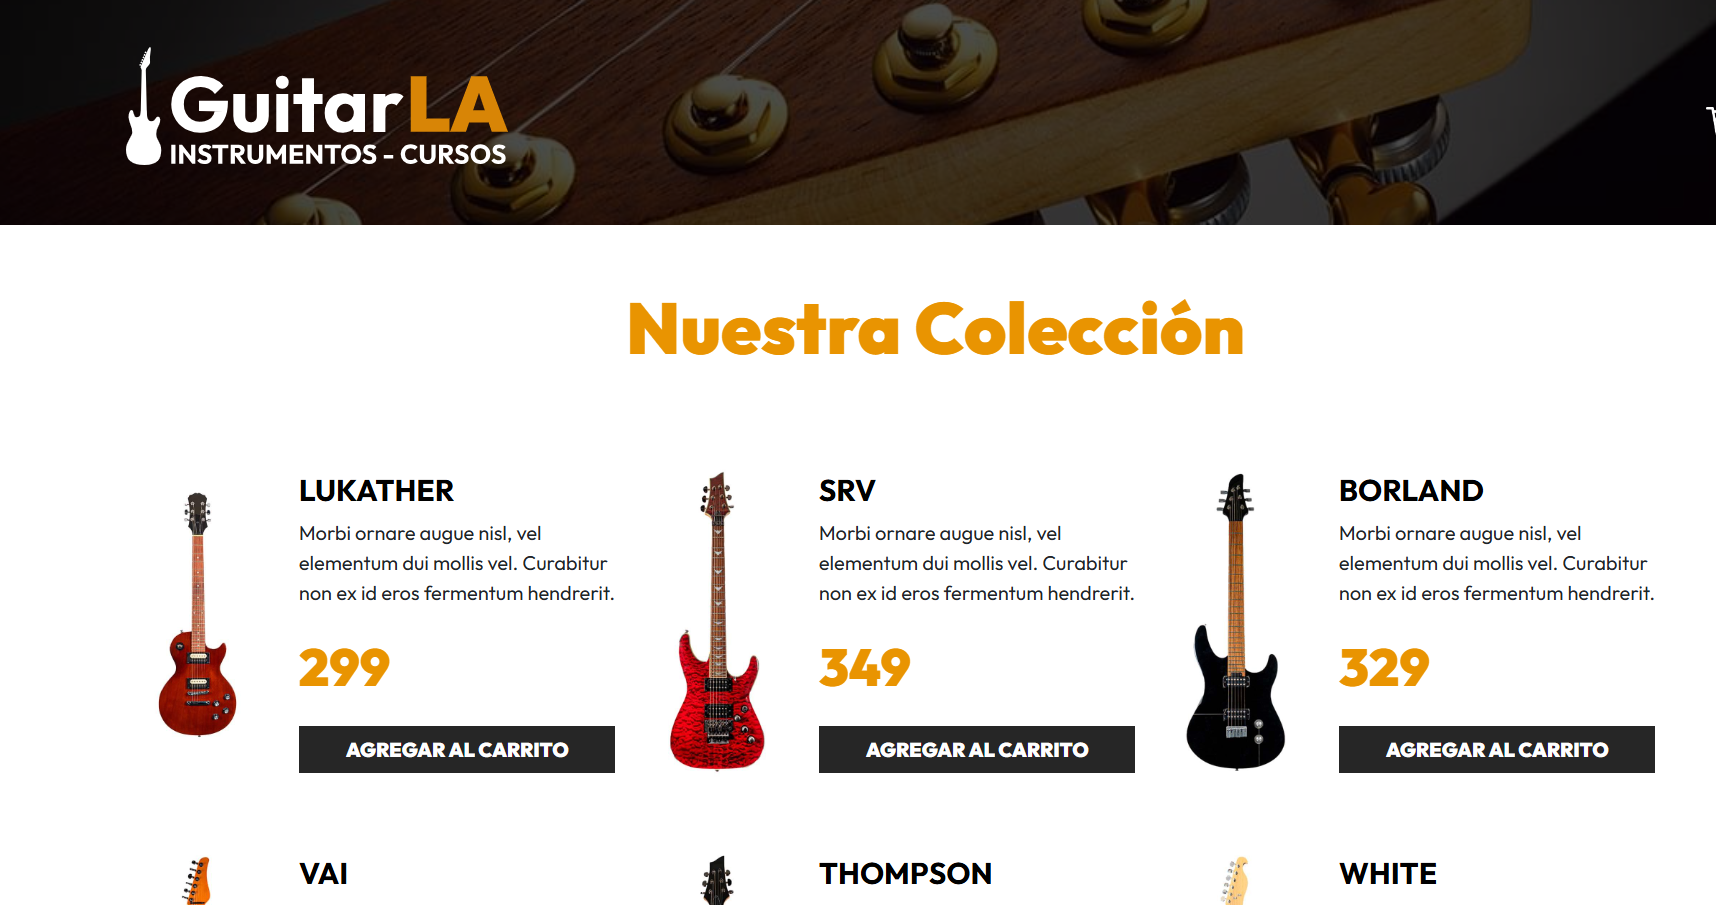 GuitarLA
INSTRUMENTOS - CURSOS
Nuestra Colección
LUKATHER
Morbi ornare augue nisl, vel
elementum dui mollis vel. Curabitur
non ex id eros fermentum hendrerit.
299
AGREGAR AL CARRITO
SRV
Morbi ornare augue nisl, vel
elementum dui mollis vel. Curabitur
non ex id eros fermentum hendrerit.
349
AGREGAR AL CARRITO
BORLAND
Morbi ornare augue nisl, vel
elementum dui mollis vel. Curabitur
non ex id eros fermentum hendrerit.
329
AGREGAR AL CARRITO
VAI
THOMPSON
WHITE